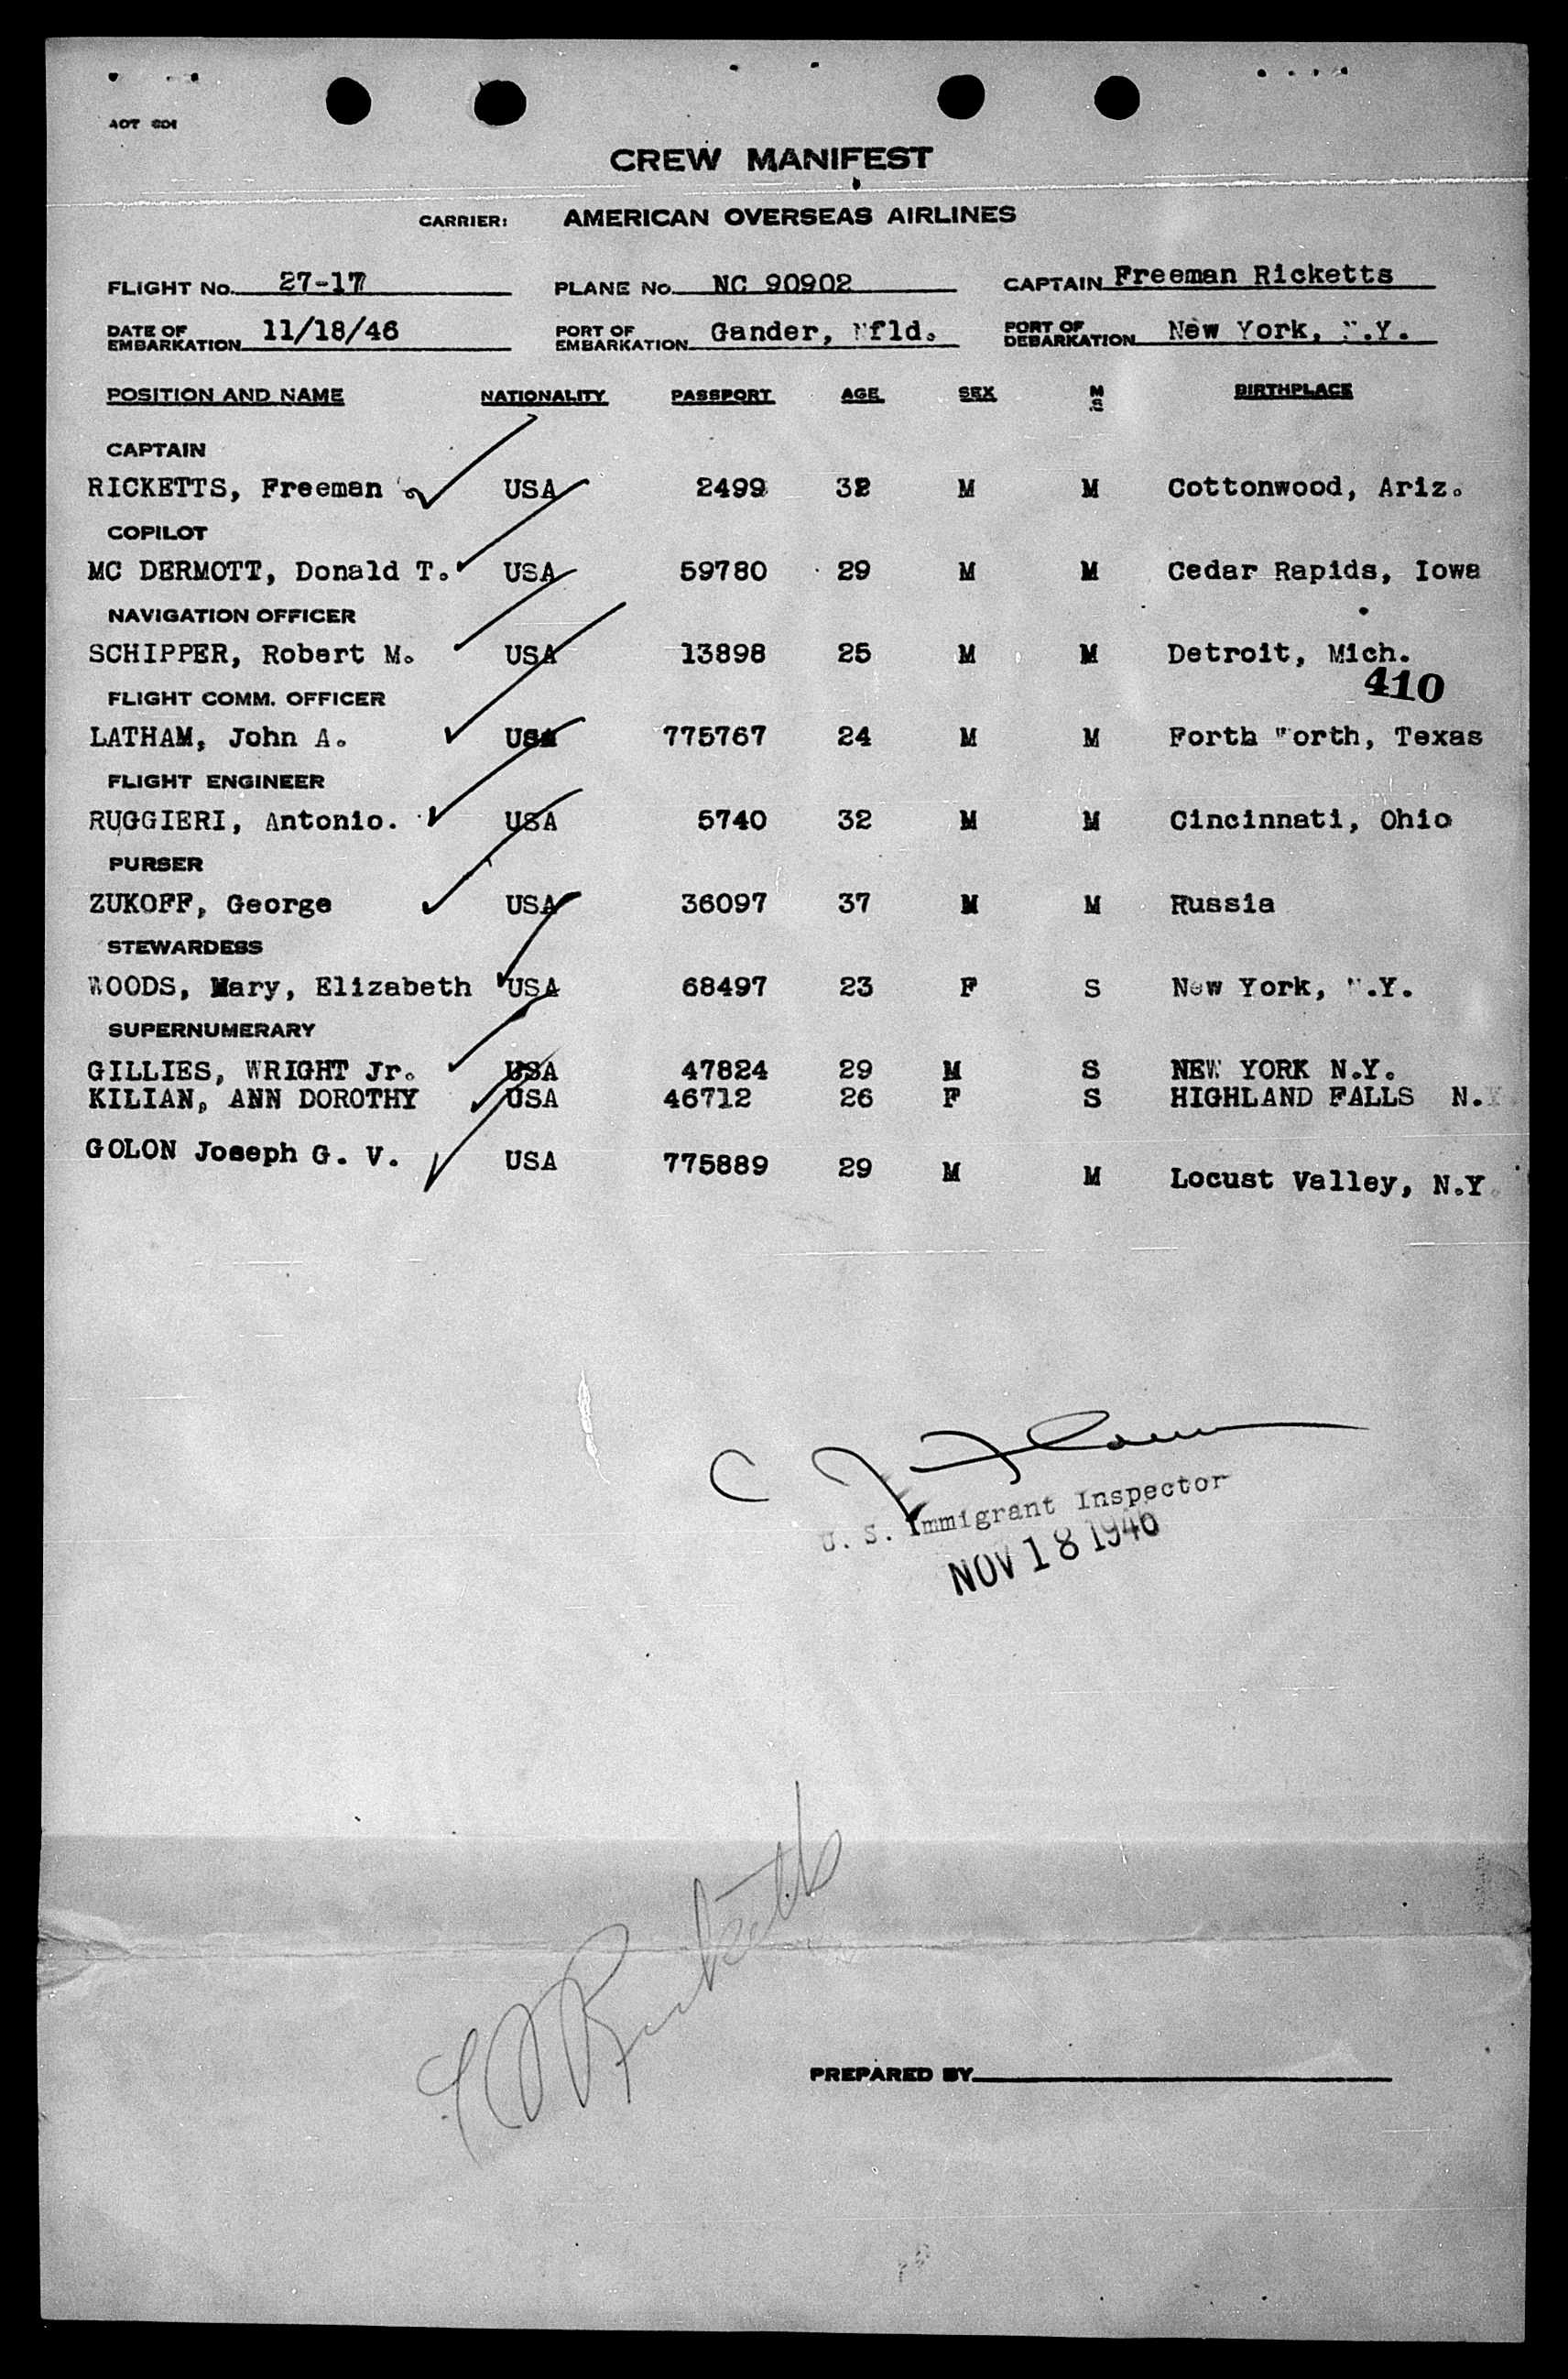 CREW MANIFEST
CARRIER: AMERICAN OVERSEAS AIRLINES
FLIGHT No. 27-17 PLANE No. NC 90902 CAPTAIN Freeman Ricketts
DATE OF EMBARKATION 11/18/46 PORT OF EMBARKATION Gander, Nfld. PORT OF DEBARKATION New York, N.Y.
POSITION AND NAME NATIONALITY PASSPORT AGE SEX M S BIRTHPLACE
CAPTAIN
RICKETTS, Freeman USA 2499 32 M M Cottonwood, Ariz.
COPILOT
MC DERMOTT, Donald T. USA 59780 29 M M Cedar Rapids, Iowa
NAVIGATION OFFICER
SCHIPPER, Robert M. USA 13898 25 M M Detroit, Mich.
410
FLIGHT COMM. OFFICER
LATHAM, John A. USA 775767 24 M M Forth Worth, Texas
FLIGHT ENGINEER
RUGGIERI, Antonio. USA 5740 32 M M Cincinnati, Ohio
PURSER
ZUKOFF, George USA 36097 37 M M Russia
STEWARDESS
WOODS, Mary, Elizabeth USA 68497 23 F S New York, N.Y.
SUPERNUMERARY
GILLIES, WRIGHT Jr. USA 47824 29 M S NEW YORK N.Y.
KILIAN, ANN DOROTHY USA 46712 26 F S HIGHLAND FALLS N.Y
GOLON Joseph G. V. USA 775889 29 M M Locust Valley, N.Y.
U. S. Immigrant Inspector
NOV 18 1946
Ricketts
PREPARED BY